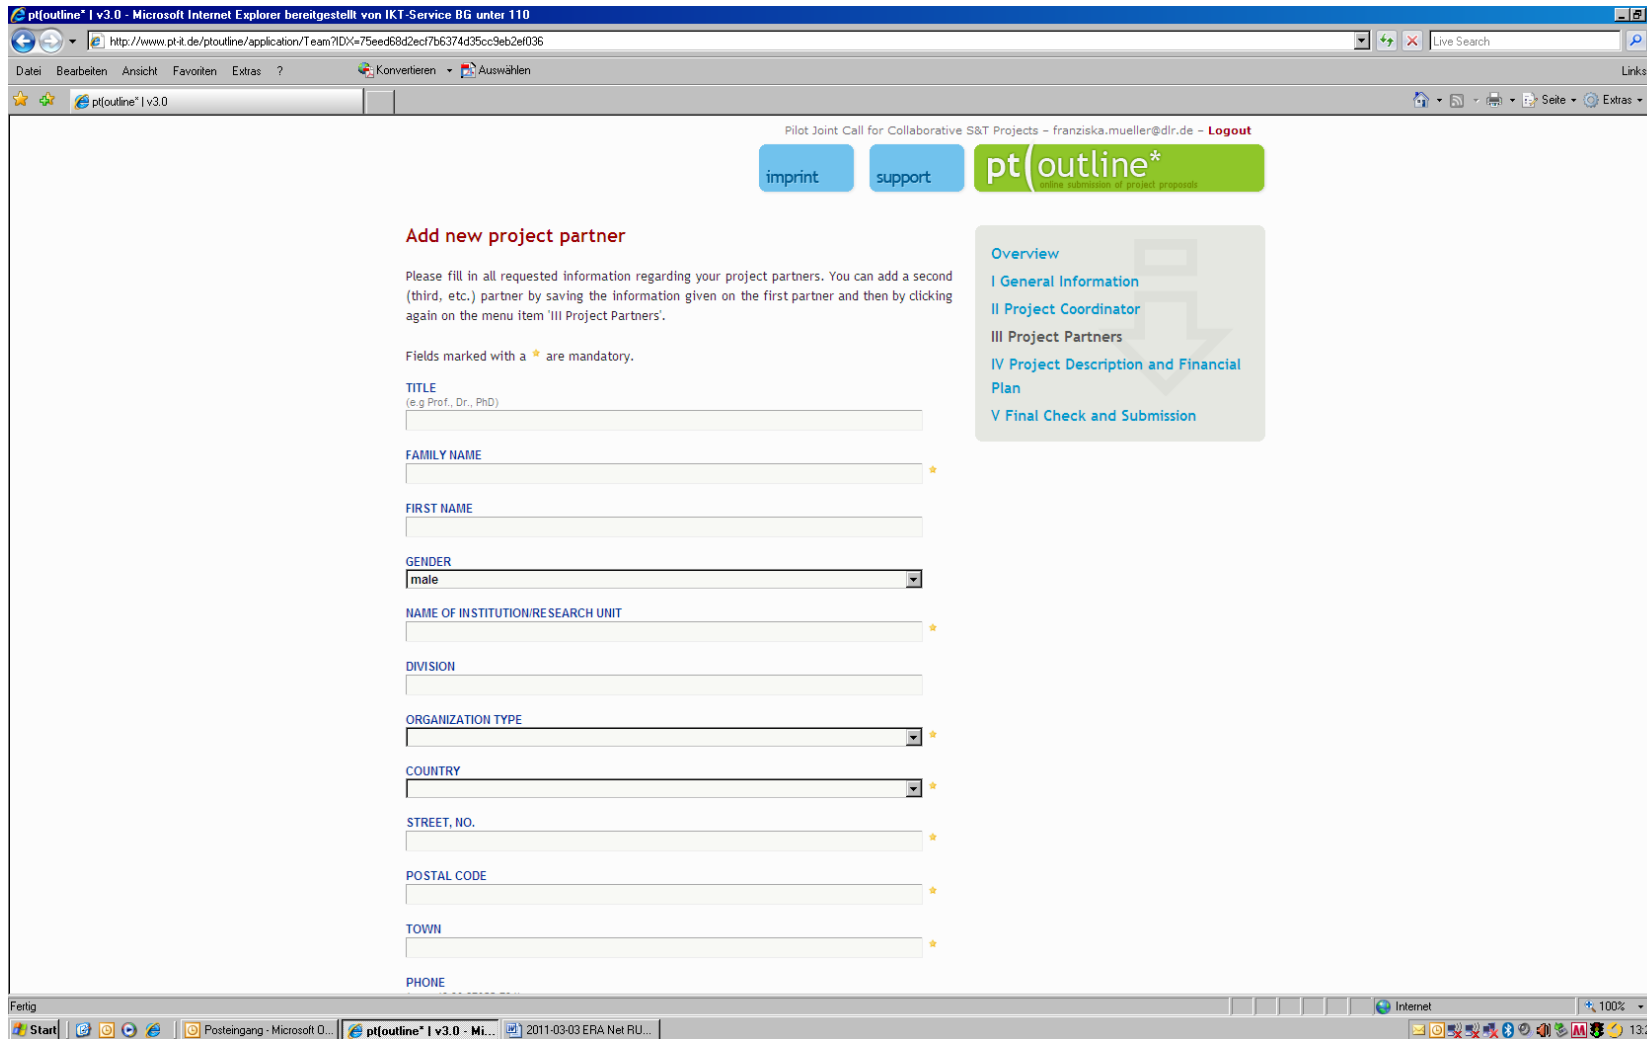 pt(outline* | v3.0 - Microsoft Internet Explorer bereitgestellt von IKT-Service BG unter 110
http://www.pt-it.de/ptoutline/application/Team?IDX=75eed68d2ecf7b6374d35cc9eb2ef036
Live Search
Datei Bearbeiten Ansicht Favoriten Extras ? Konvertieren Auswählen Links
pt(outline* | v3.0 Seite Extras
Pilot Joint Call for Collaborative S&T Projects – franziska.mueller@dlr.de – Logout
imprint support pt(outline*
online submission of project proposals
Add new project partner
Please fill in all requested information regarding your project partners. You can add a second
(third, etc.) partner by saving the information given on the first partner and then by clicking
again on the menu item 'III Project Partners'.
Fields marked with a * are mandatory.
TITLE
(e.g Prof., Dr., PhD)
FAMILY NAME
FIRST NAME
GENDER
male
NAME OF INSTITUTION/RESEARCH UNIT
DIVISION
ORGANIZATION TYPE
COUNTRY
STREET, NO.
POSTAL CODE
TOWN
PHONE
Overview
I General Information
II Project Coordinator
III Project Partners
IV Project Description and Financial
Plan
V Final Check and Submission
Fertig Internet 100%
Start Posteingang - Microsoft O... pt(outline* | v3.0 - Mi... 2011-03-03 ERA Net RU... 13:2